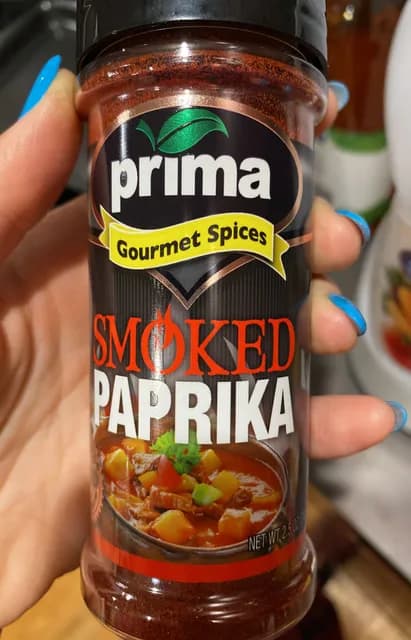 prima
Gourmet Spices
SMOKED
PAPRIKA
NET WT.